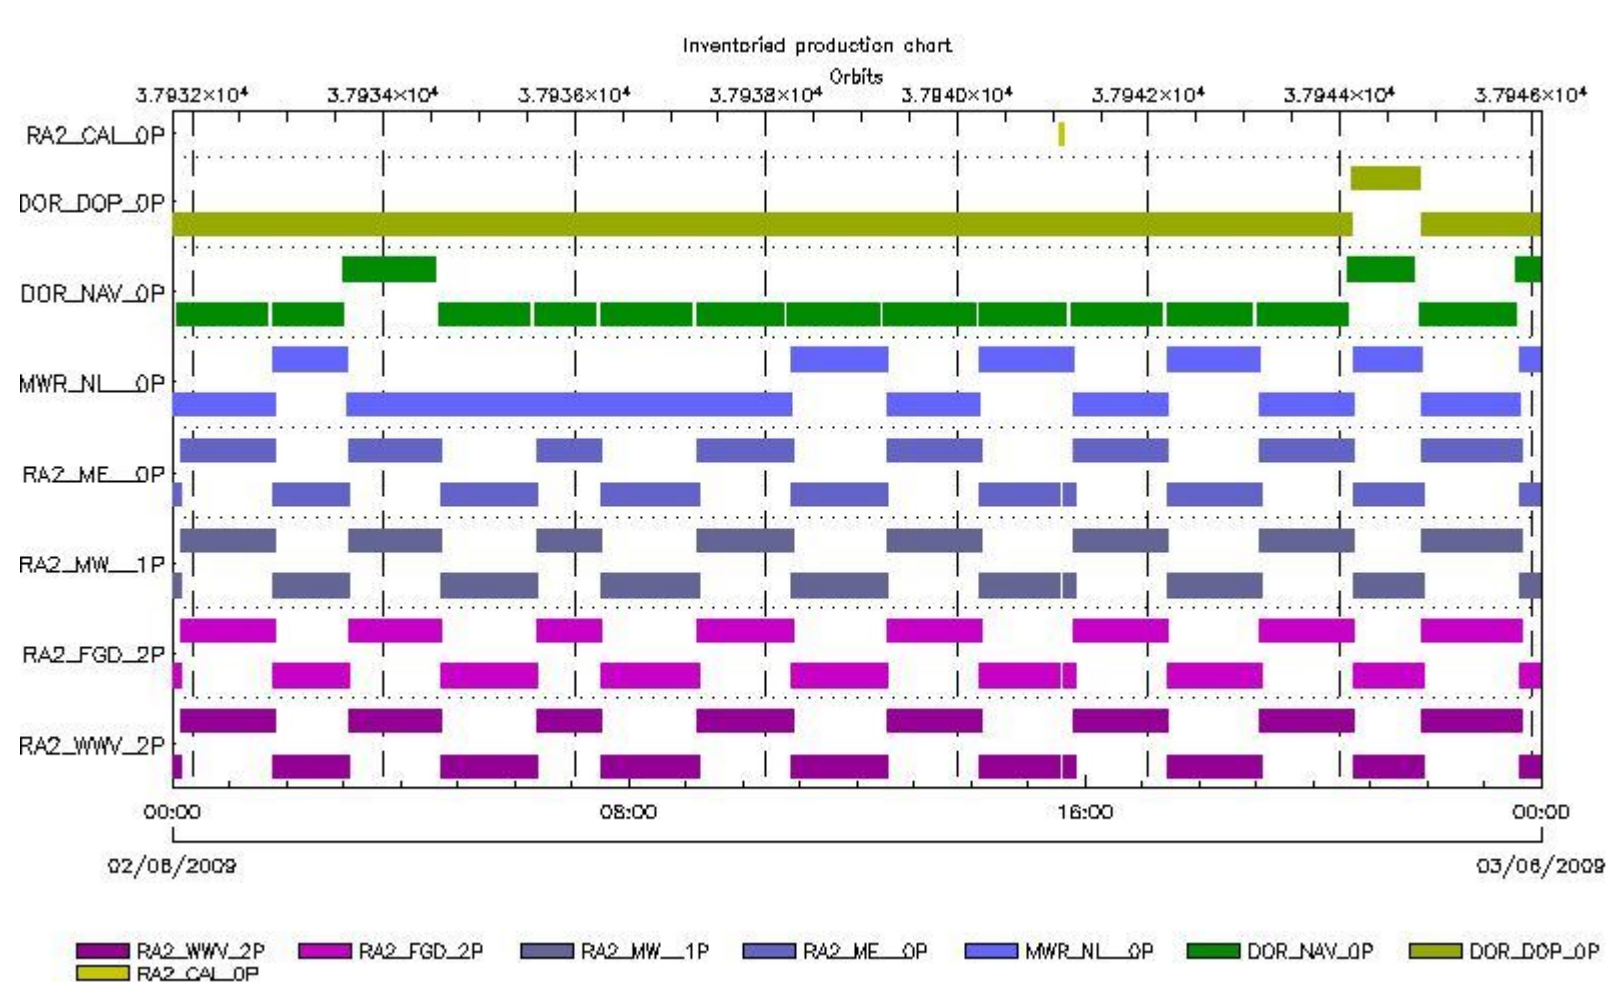 Inventoried production chart
Orbits
3.7932×10⁴ 3.7934×10⁴ 3.7936×10⁴ 3.7938×10⁴ 3.7940×10⁴ 3.7942×10⁴ 3.7944×10⁴ 3.7946×10⁴
RA2_CAL_0P
DOR_DOP_0P
DOR_NAV_0P
MWR_NL__0P
RA2_ME__0P
RA2_MW__1P
RA2_FGD_2P
RA2_WWV_2P
00:00 08:00 16:00 00:00
02/06/2009 03/06/2009
RA2_WWV_2P RA2_FGD_2P RA2_MW__1P RA2_ME__0P MWR_NL__0P DOR_NAV_0P DOR_DOP_0P
RA2_CAL_0P